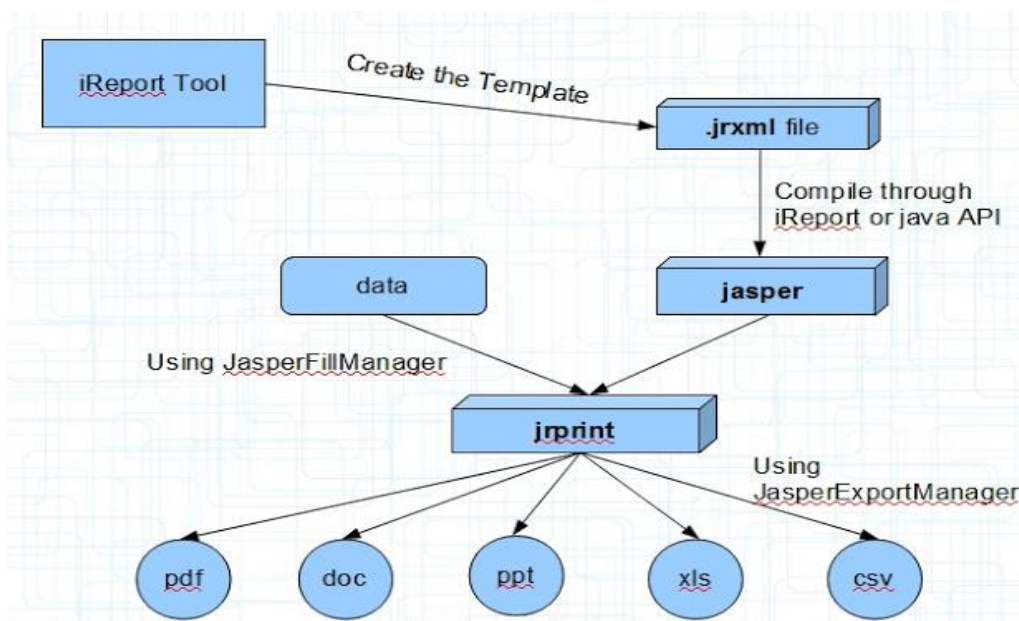 iReport Tool
Create the Template
.jrxml file
Compile through
iReport or java API
data
jasper
Using JasperFillManager
jrprint
Using
JasperExportManager
pdf
doc
ppt
xls
csv